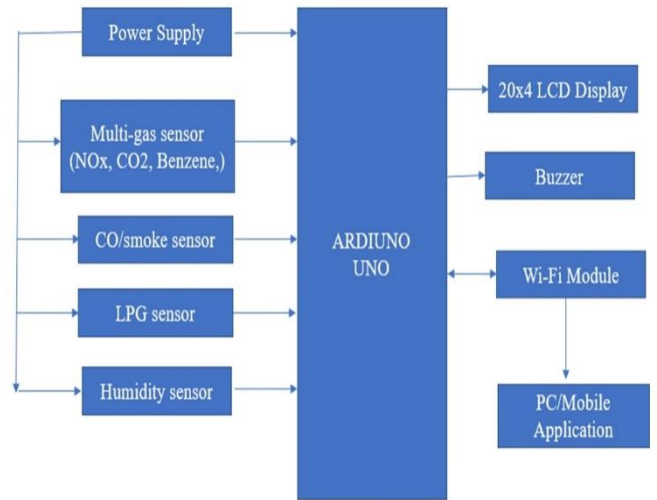 Power Supply
Multi-gas sensor
(NOx, CO2, Benzene,)
CO/smoke sensor
LPG sensor
Humidity sensor
ARDIUNO
UNO
20x4 LCD Display
Buzzer
Wi-Fi Module
PC/Mobile
Application